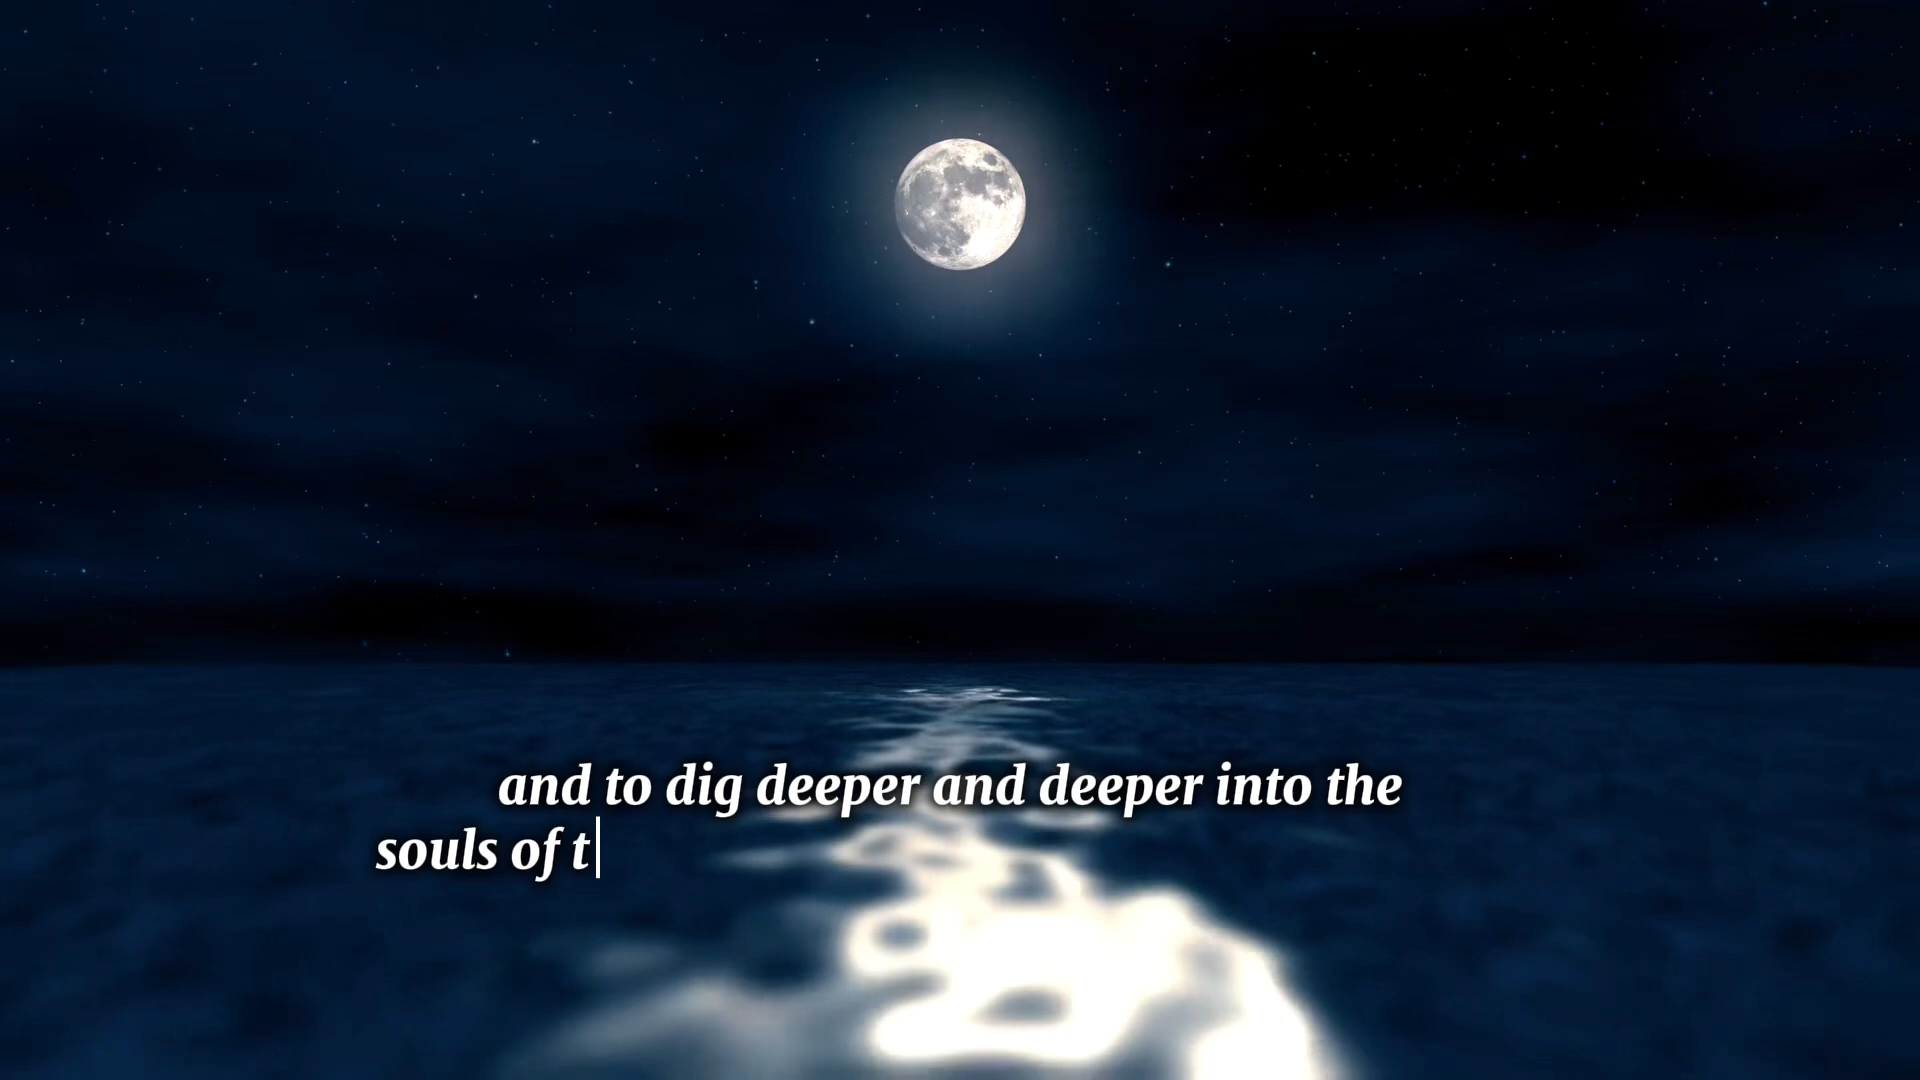 and to dig deeper and deeper into the
souls of t